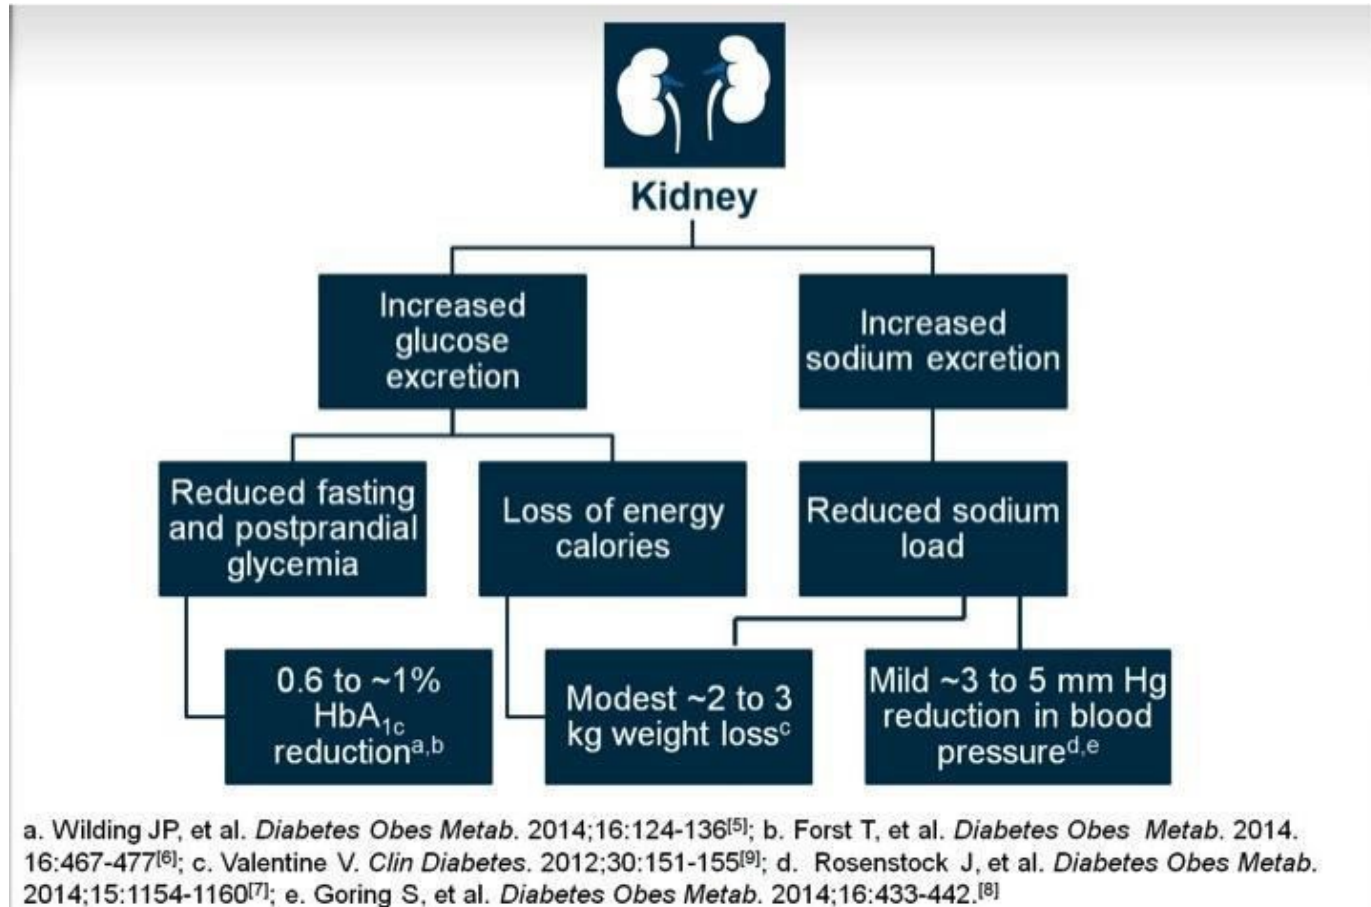 Kidney
Increased
glucose
excretion
Increased
sodium excretion
Reduced fasting
and postprandial
glycemia
Loss of energy
calories
Reduced sodium
load
0.6 to ~1%
HbA1c
reductiona,b
Modest ~2 to 3
kg weight lossc
Mild ~3 to 5 mm Hg
reduction in blood
pressured,e
a. Wilding JP, et al. Diabetes Obes Metab. 2014;16:124-136[5]; b. Forst T, et al. Diabetes Obes Metab. 2014.
16:467-477[6]; c. Valentine V. Clin Diabetes. 2012;30:151-155[9]; d. Rosenstock J, et al. Diabetes Obes Metab.
2014;15:1154-1160[7]; e. Goring S, et al. Diabetes Obes Metab. 2014;16:433-442.[8]